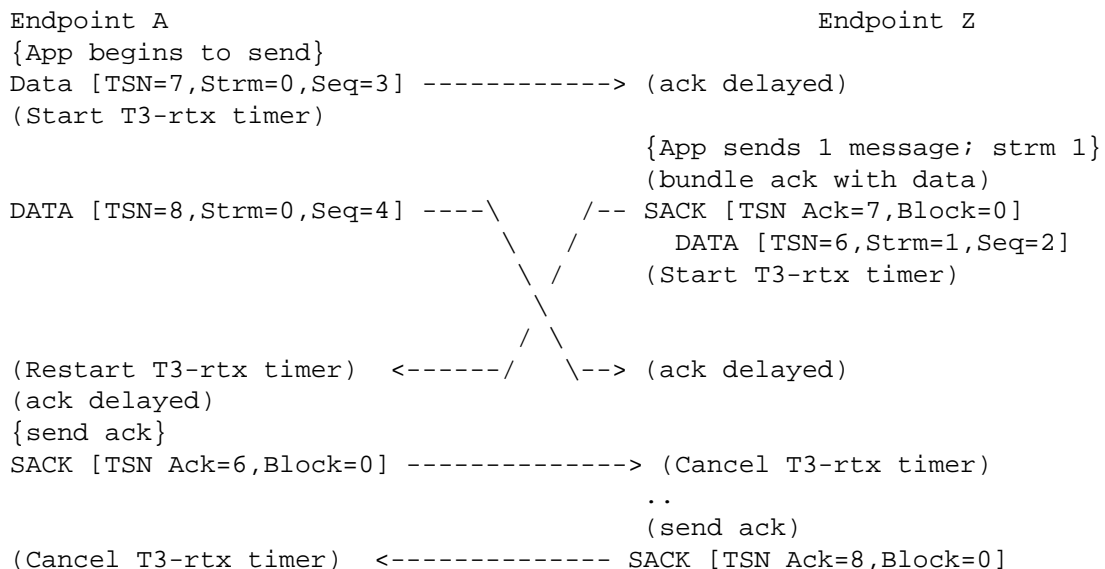 Endpoint A                                         Endpoint Z
{App begins to send}
Data [TSN=7,Strm=0,Seq=3] ------------> (ack delayed)
(Start T3-rtx timer)
                                        {App sends 1 message; strm 1}
                                        (bundle ack with data)
DATA [TSN=8,Strm=0,Seq=4] ----\     /-- SACK [TSN Ack=7,Block=0]
                               \   /      DATA [TSN=6,Strm=1,Seq=2]
                                \ /     (Start T3-rtx timer)
                                 \
                                / \
(Restart T3-rtx timer)  <------/   \--> (ack delayed)
(ack delayed)
{send ack}
SACK [TSN Ack=6,Block=0] --------------> (Cancel T3-rtx timer)
                                        ..
                                        (send ack)
(Cancel T3-rtx timer)  <-------------- SACK [TSN Ack=8,Block=0]